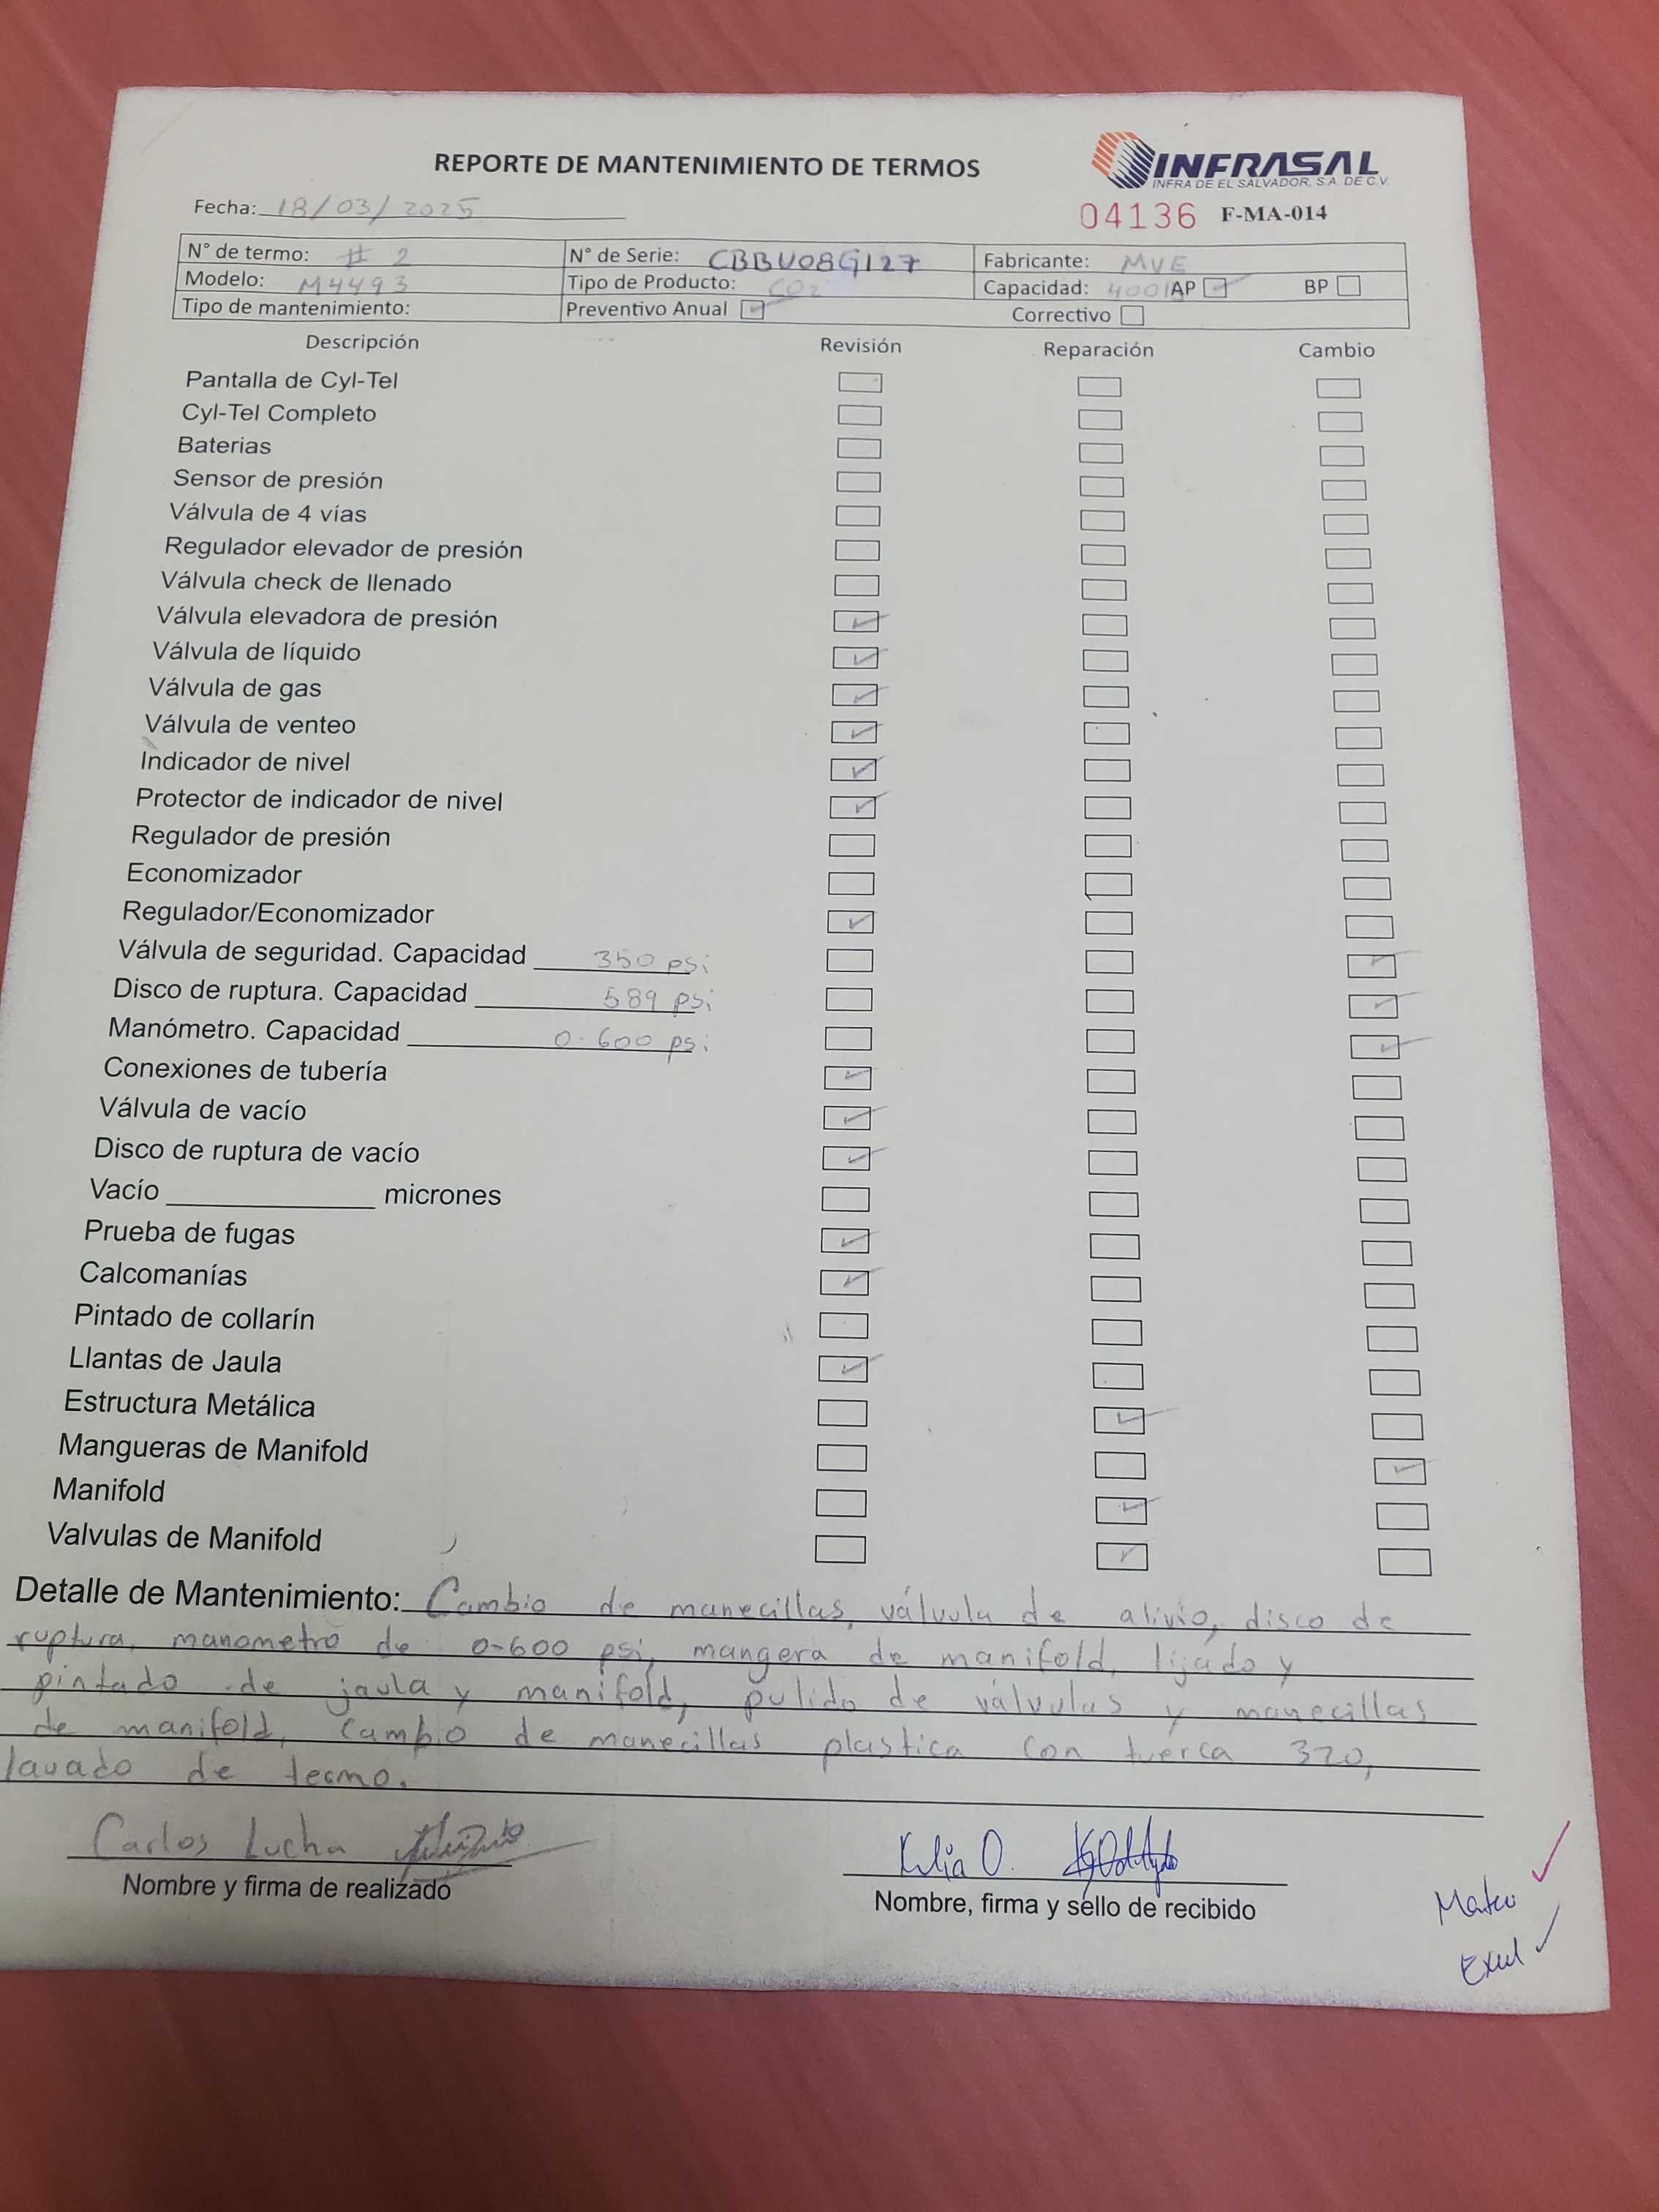 REPORTE DE MANTENIMIENTO DE TERMOS
INFRASAL
INFRA DE EL SALVADOR, S.A. DE C.V.
Fecha: 18/03/2025
04136 F-MA-014
N° de termo: # 2 N° de Serie: CBBU08G127 Fabricante: MVE
Modelo: M4493 Tipo de Producto: CO2 Capacidad: AP ✓ BP
Tipo de mantenimiento: Preventivo Anual ✓ Correctivo
Descripción Revisión Reparación Cambio
Pantalla de Cyl-Tel
Cyl-Tel Completo
Baterias
Sensor de presión
Válvula de 4 vías
Regulador elevador de presión
Válvula check de llenado
Válvula elevadora de presión ✓
Válvula de líquido ✓
Válvula de gas ✓
Válvula de venteo ✓
Indicador de nivel ✓
Protector de indicador de nivel ✓
Regulador de presión
Economizador
Regulador/Economizador ✓
Válvula de seguridad. Capacidad 350 psi ✓
Disco de ruptura. Capacidad 589 psi ✓
Manómetro. Capacidad 0-600 psi ✓
Conexiones de tubería ✓
Válvula de vacío ✓
Disco de ruptura de vacío ✓
Vacío ____________ micrones
Prueba de fugas ✓
Calcomanías ✓
Pintado de collarín
Llantas de Jaula ✓
Estructura Metálica ✓
Mangueras de Manifold ✓
Manifold ✓
Valvulas de Manifold ✓
Detalle de Mantenimiento: Cambio de manecillas, válvula de alivio, disco de
ruptura, manometro de 0-600 psi, mangera de manifold, lijado y
pintado de jaula y manifold, pulido de válvulas y manecillas
de manifold, cambio de manecillas plastica con tuerca 320,
lavado de termo.
Carlos Lucha
Nombre y firma de realizado
O.
Nombre, firma y sello de recibido
✓
✓